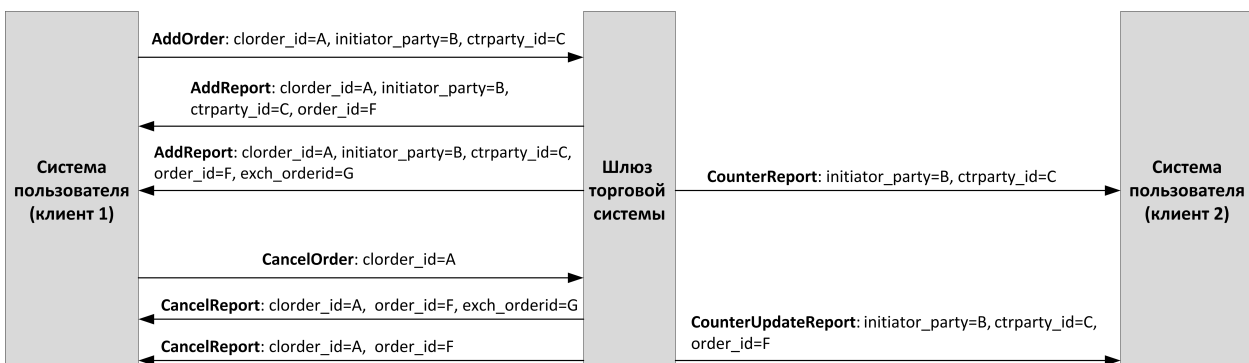 AddOrder: clorder_id=A, initiator_party=B, ctrparty_id=C
AddReport: clorder_id=A, initiator_party=B,
ctrparty_id=C, order_id=F
AddReport: clorder_id=A, initiator_party=B, ctrparty_id=C,
order_id=F, exch_orderid=G
Система
пользователя
(клиент 1)
Шлюз
торговой
системы
CounterReport: initiator_party=B, ctrparty_id=C
Система
пользователя
(клиент 2)
CancelOrder: clorder_id=A
CancelReport: clorder_id=A, order_id=F, exch_orderid=G
CounterUpdateReport: initiator_party=B, ctrparty_id=C,
order_id=F
CancelReport: clorder_id=A, order_id=F